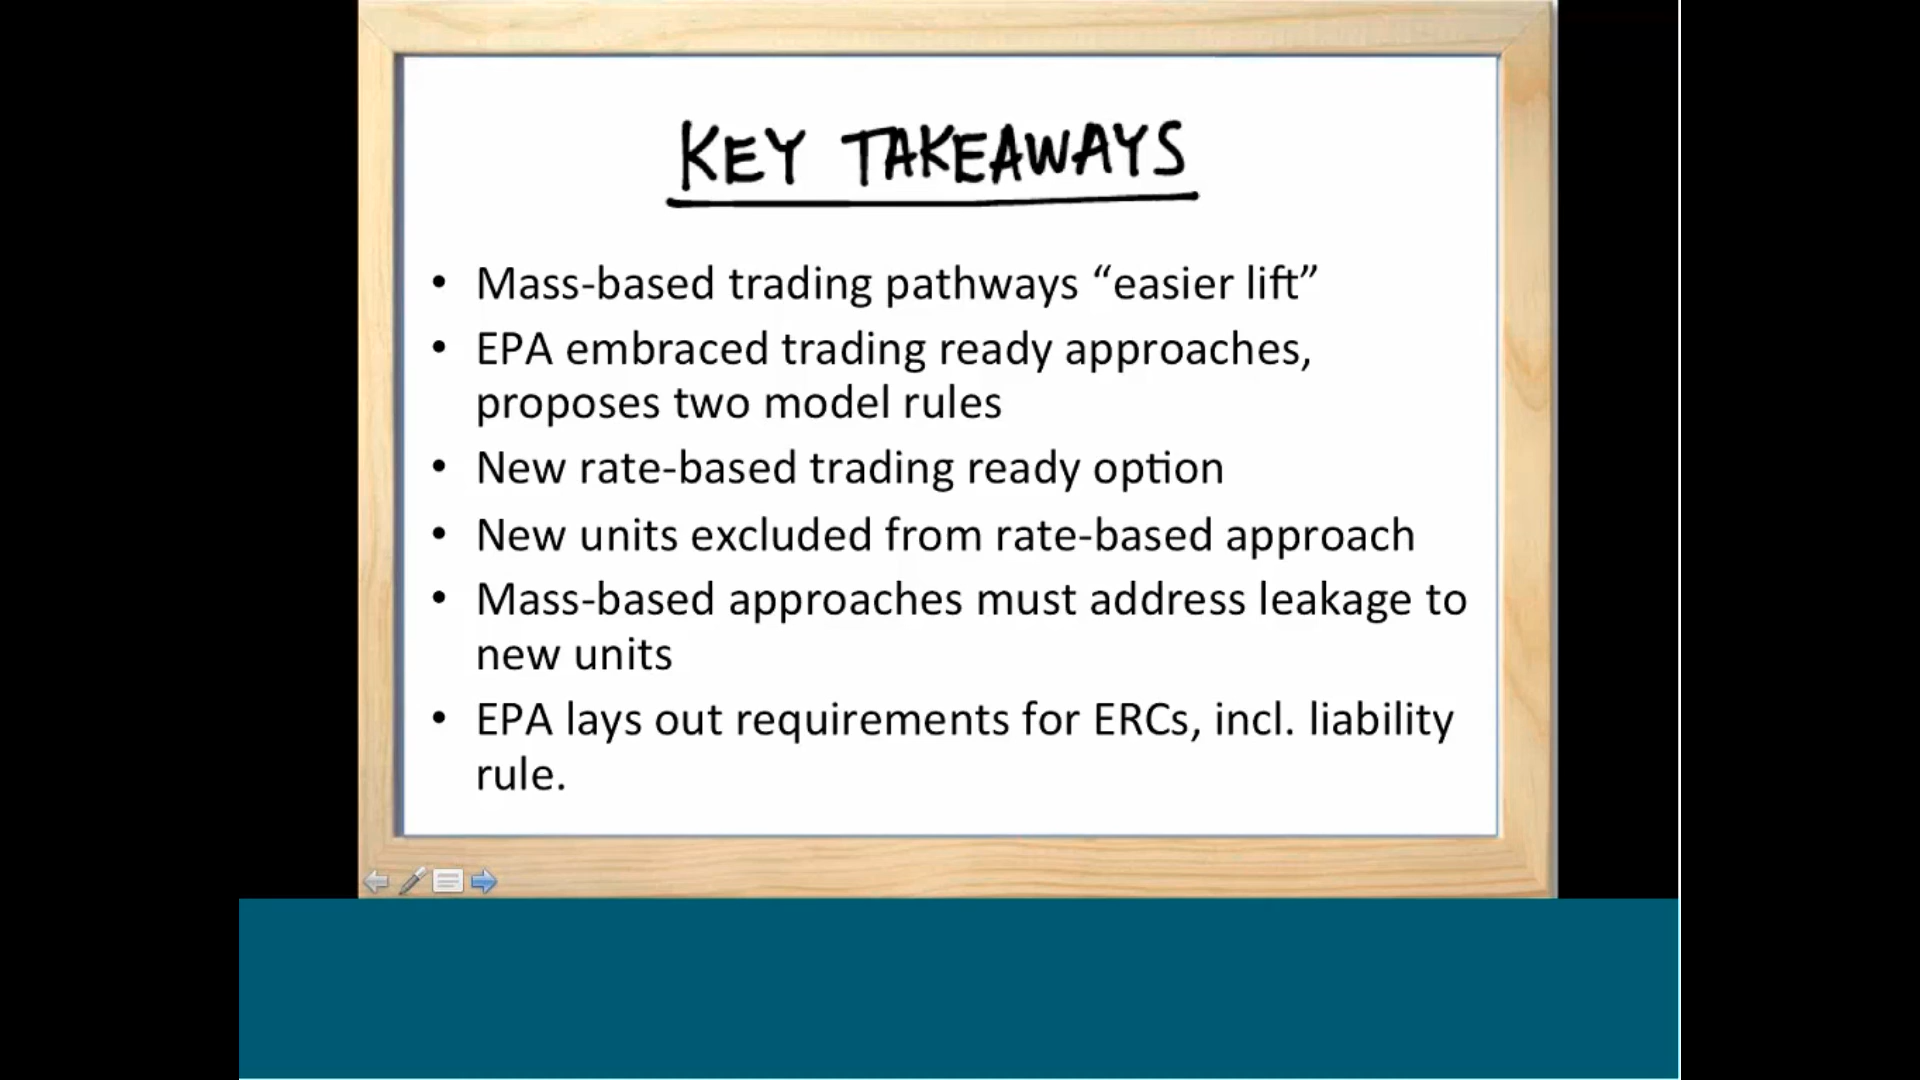 KEY TAKEAWAYS
• Mass-based trading pathways “easier lift”
• EPA embraced trading ready approaches,
proposes two model rules
• New rate-based trading ready option
• New units excluded from rate-based approach
• Mass-based approaches must address leakage to
new units
• EPA lays out requirements for ERCs, incl. liability
rule.